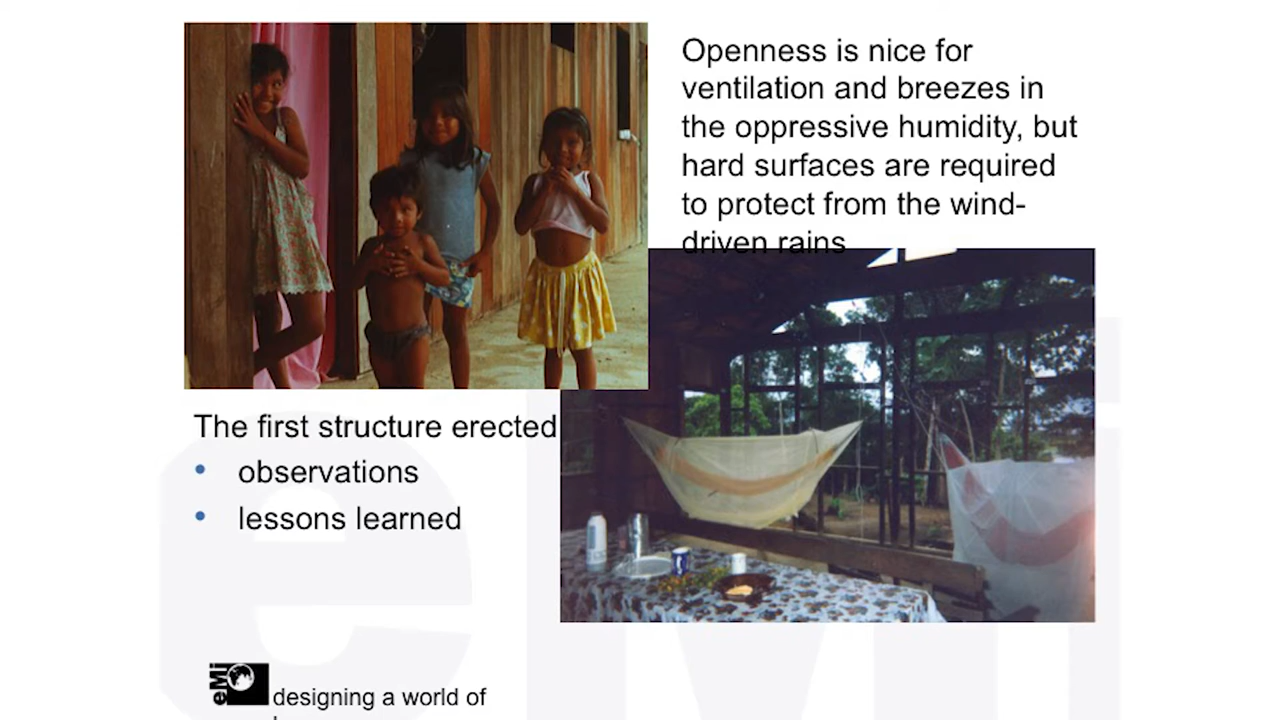 Openness is nice for
ventilation and breezes in
the oppressive humidity, but
hard surfaces are required
to protect from the wind-
driven rains
The first structure erected
• observations
• lessons learned
eMi
designing a world of